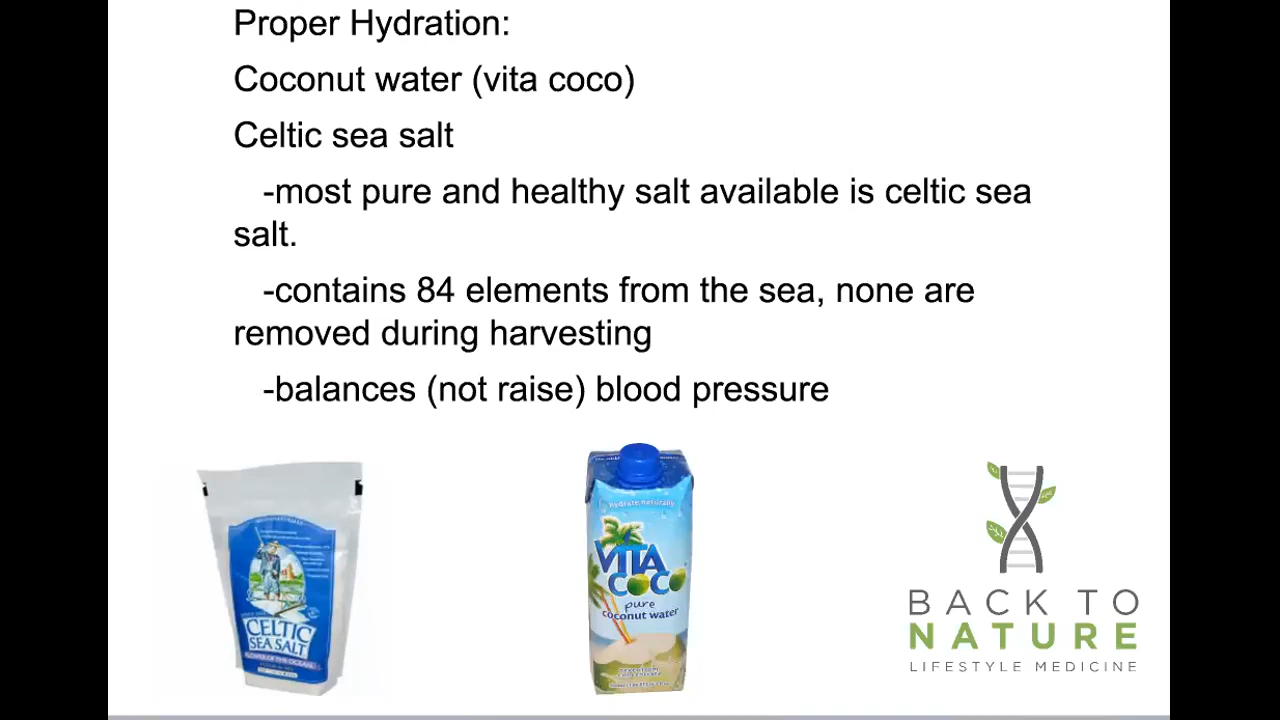 Proper Hydration:
Coconut water (vita coco)
Celtic sea salt
-most pure and healthy salt available is celtic sea
salt.
-contains 84 elements from the sea, none are
removed during harvesting
-balances (not raise) blood pressure
CELTIC
SEA SALT
hydrate naturally
VITA
COCO
pure
coconut water
BACK TO
NATURE
LIFESTYLE MEDICINE